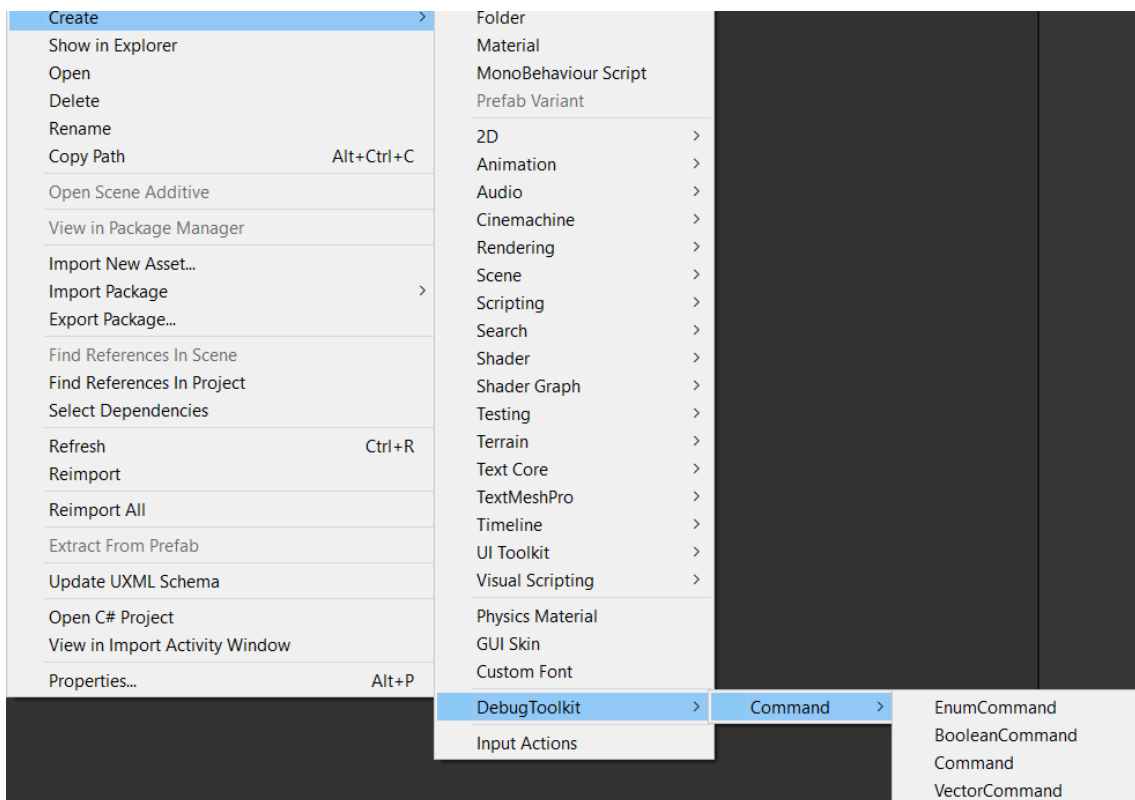 Create
Show in Explorer
Open
Delete
Rename
Copy Path Alt+Ctrl+C
Open Scene Additive
View in Package Manager
Import New Asset...
Import Package
Export Package...
Find References In Scene
Find References In Project
Select Dependencies
Refresh Ctrl+R
Reimport
Reimport All
Extract From Prefab
Update UXML Schema
Open C# Project
View in Import Activity Window
Properties... Alt+P
Folder
Material
MonoBehaviour Script
Prefab Variant
2D
Animation
Audio
Cinemachine
Rendering
Scene
Scripting
Search
Shader
Shader Graph
Testing
Terrain
Text Core
TextMeshPro
Timeline
UI Toolkit
Visual Scripting
Physics Material
GUI Skin
Custom Font
DebugToolkit
Input Actions
Command
EnumCommand
BooleanCommand
Command
VectorCommand